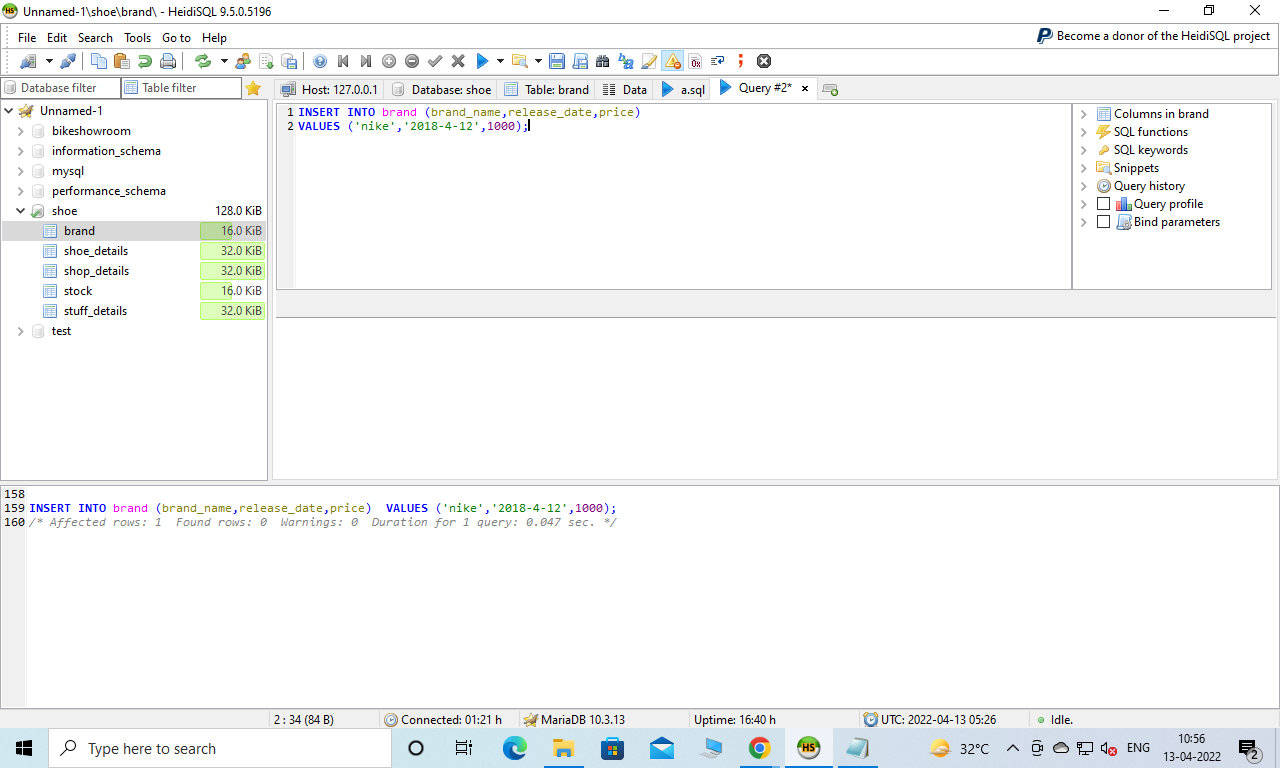 Unnamed-1\shoe\brand\ - HeidiSQL 9.5.0.5196
File Edit Search Tools Go to Help
Become a donor of the HeidiSQL project
Database filter
Table filter
Host: 127.0.0.1
Database: shoe
Table: brand
Data
a.sql
Query #2*
Unnamed-1
bikeshowroom
information_schema
mysql
performance_schema
shoe 128.0 KiB
brand 16.0 KiB
shoe_details 32.0 KiB
shop_details 32.0 KiB
stock 16.0 KiB
stuff_details 32.0 KiB
test
1 INSERT INTO brand (brand_name,release_date,price)
2 VALUES ('nike','2018-4-12',1000);
Columns in brand
SQL functions
SQL keywords
Snippets
Query history
Query profile
Bind parameters
158
159 INSERT INTO brand (brand_name,release_date,price)  VALUES ('nike','2018-4-12',1000);
160 /* Affected rows: 1  Found rows: 0  Warnings: 0  Duration for 1 query: 0.047 sec. */
2 : 34 (84 B)
Connected: 01:21 h
MariaDB 10.3.13
Uptime: 16:40 h
UTC: 2022-04-13 05:26
Idle.
Type here to search
32°C
ENG
10:56
13-04-2022
2